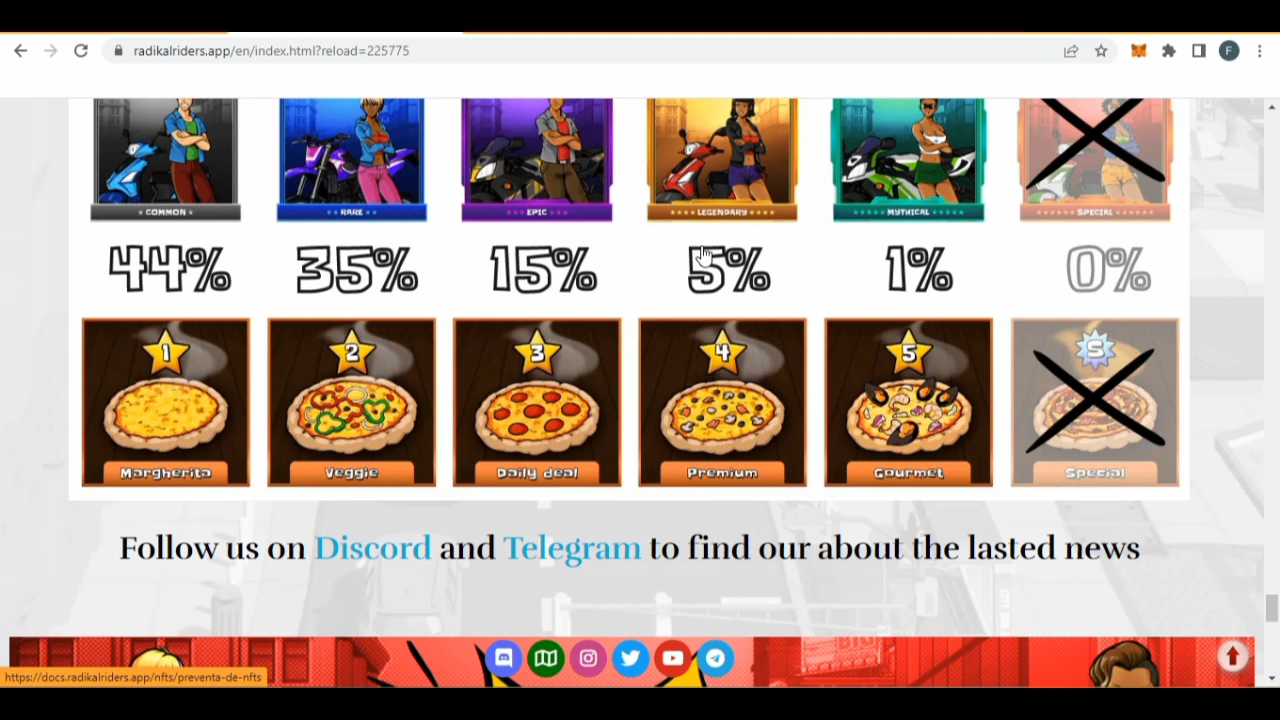 radikalriders.app/en/index.html?reload=225775
F
COMMON
RARE
EPIC
LEGENDARY
MYTHICAL
SPECIAL
44%
35%
15%
5%
1%
0%
1
2
3
4
5
S
Margherita
Veggie
Daily deal
Premium
Gourmet
Special
Follow us on Discord and Telegram to find our about the lasted news
https://docs.radikalriders.app/nfts/preventa-de-nfts